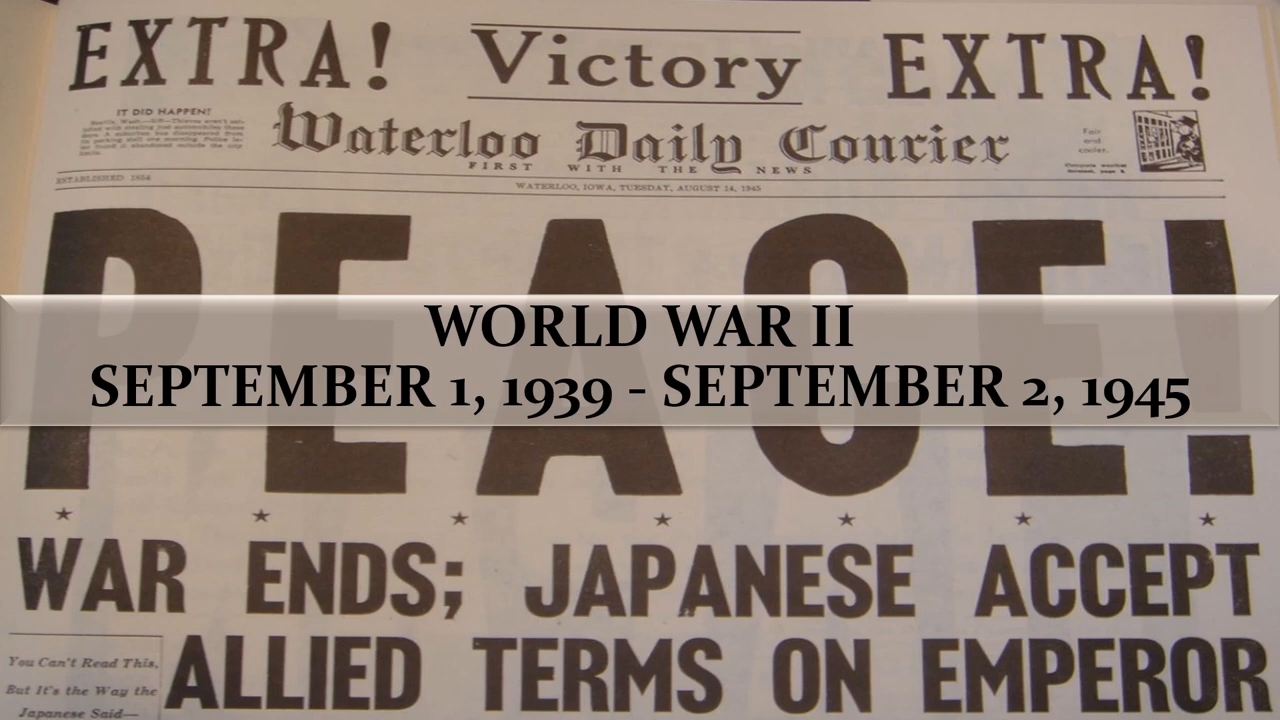 EXTRA! Victory EXTRA!
IT DID HAPPEN!
Waterloo Daily Courier
FIRST WITH THE NEWS
Fair
and
cooler.
ESTABLISHED 1854
WATERLOO, IOWA, TUESDAY, AUGUST 14, 1945
PEACE!
WORLD WAR II
SEPTEMBER 1, 1939 - SEPTEMBER 2, 1945
WAR ENDS; JAPANESE ACCEPT
ALLIED TERMS ON EMPEROR
You Can't Read This,
But It's the Way the
Japanese Said—